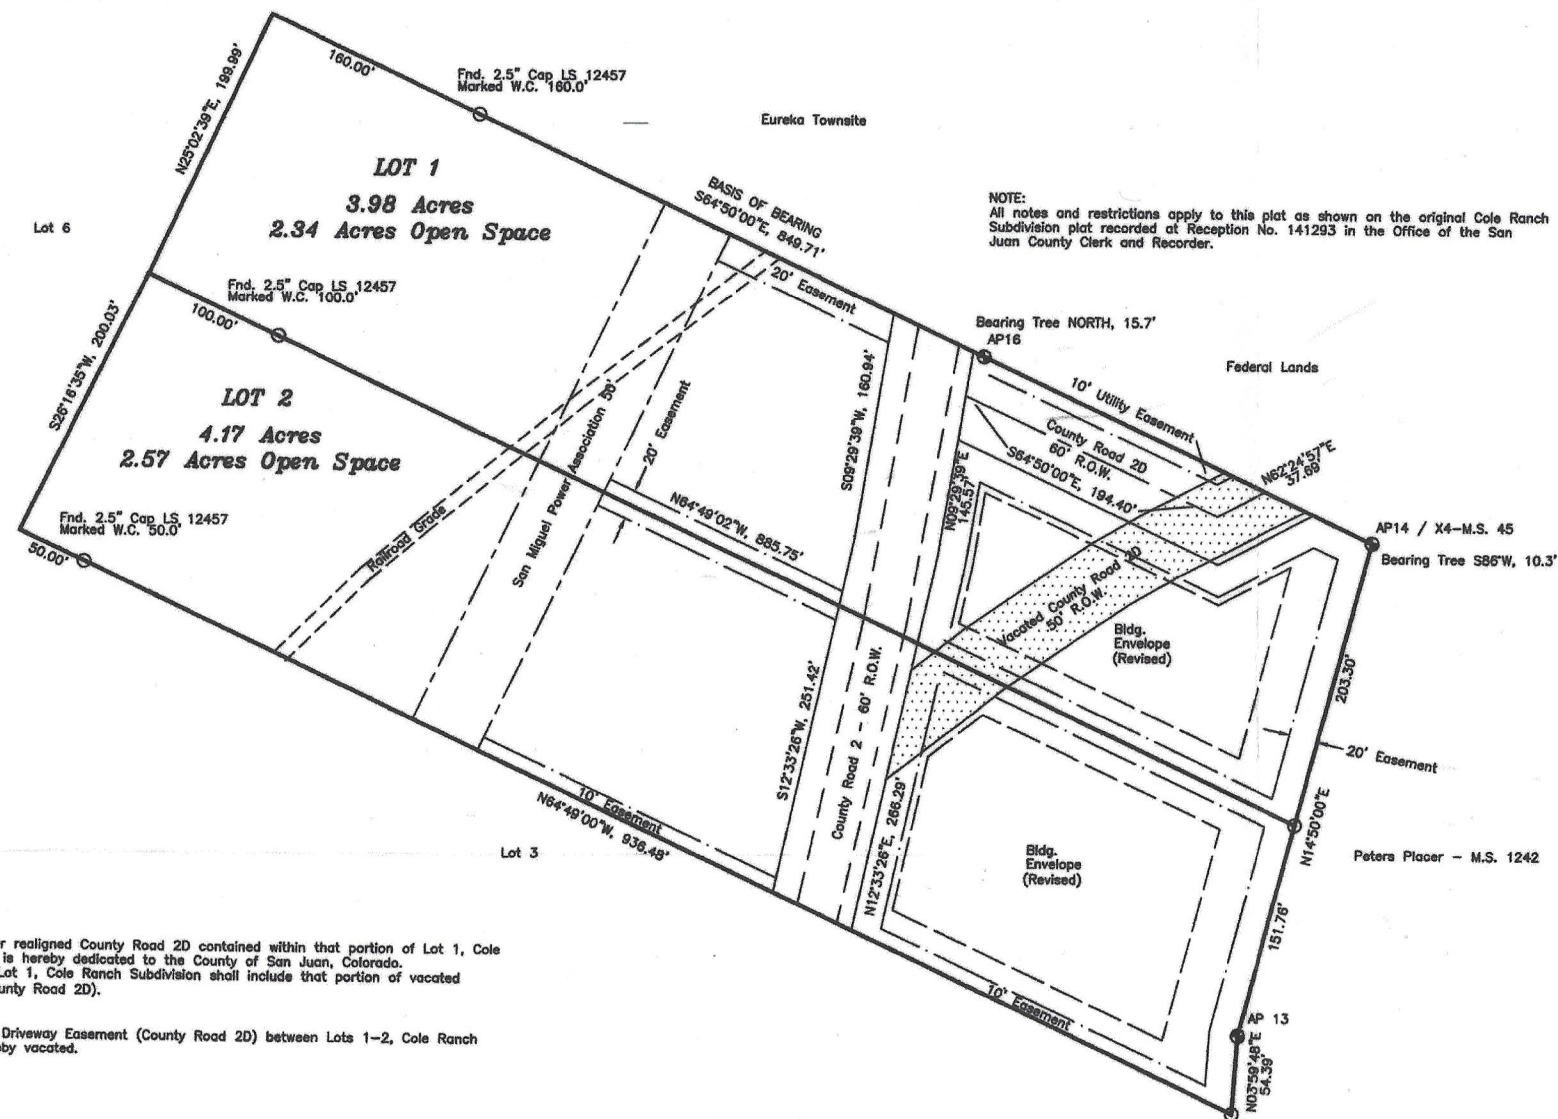 160.00'
Fnd. 2.5" Cap LS 12457
Marked W.C. 160.0'
Eureka Townsite
N25°02'39"E, 199.99'
LOT 1
3.98 Acres
2.34 Acres Open Space
BASIS OF BEARING
S64°50'00"E, 849.71'
NOTE:
All notes and restrictions apply to this plat as shown on the original Cole Ranch
Subdivision plat recorded at Reception No. 141293 in the Office of the San
Juan County Clerk and Recorder.
Lot 6
20' Easement
Fnd. 2.5" Cap LS 12457
Marked W.C. 100.0'
100.00'
Bearing Tree NORTH, 15.7'
AP16
Federal Lands
S26°16'35"W, 200.03'
LOT 2
4.17 Acres
2.57 Acres Open Space
S09°29'39"W, 160.94'
10' Utility Easement
County Road 2D
60' R.O.W.
S64°50'00"E, 194.40'
N62°24'57"E
37.69'
N09°29'39"E
145.57'
20' Easement
San Miguel Power Association 50'
Railroad Grade
Fnd. 2.5" Cap LS 12457
Marked W.C. 50.0'
50.00'
N64°49'02"W, 885.75'
AP14 / X4-M.S. 45
Bearing Tree S86°W, 10.3'
Vacated County Road 2D
50' R.O.W.
Bldg.
Envelope
(Revised)
203.30'
S12°33'26"W, 251.42'
County Road 2 - 60' R.O.W.
20' Easement
N12°33'26"E, 266.29'
10' Easement
N64°49'00"W, 936.45'
N14°50'00"E
Lot 3
Bldg.
Envelope
(Revised)
Peters Placer - M.S. 1242
151.76'
r realigned County Road 2D contained within that portion of Lot 1, Cole
is hereby dedicated to the County of San Juan, Colorado.
Lot 1, Cole Ranch Subdivision shall include that portion of vacated
unty Road 2D).
10' Easement
AP 13
Driveway Easement (County Road 2D) between Lots 1-2, Cole Ranch
by vacated.
N03°59'48"E
54.39'